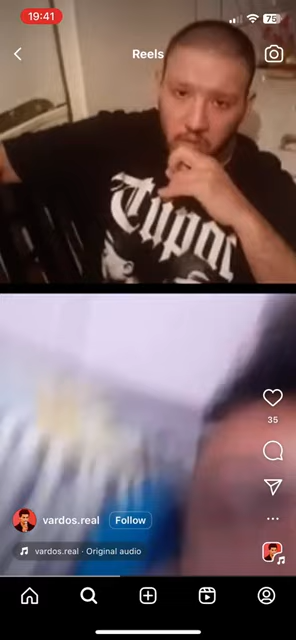 19:41
75
Reels
Tupac
35
vardos.real
Follow
vardos.real · Original audio